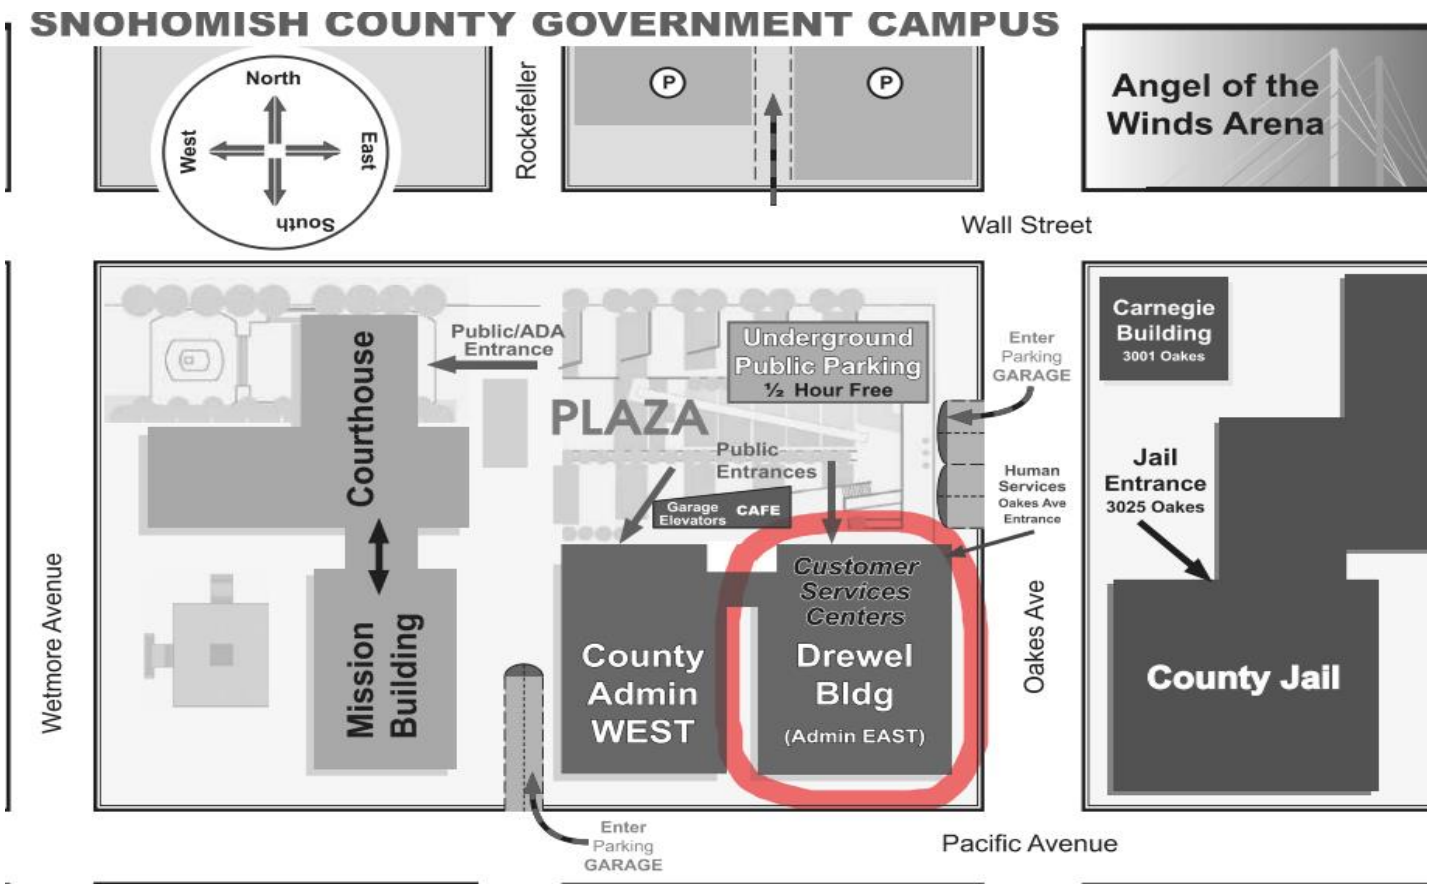 SNOHOMISH COUNTY GOVERNMENT CAMPUS
North
West
East
South
Rockefeller
P
P
Angel of the
Winds Arena
Wall Street
Public/ADA
Entrance
Courthouse
Underground
Public Parking
½ Hour Free
Enter
Parking
GARAGE
Carnegie
Building
3001 Oakes
PLAZA
Public
Entrances
Garage
Elevators
CAFE
Human
Services
Oakes Ave
Entrance
Jail
Entrance
3025 Oakes
Wetmore Avenue
Mission
Building
County
Admin
WEST
Customer
Services
Centers
Drewel
Bldg
(Admin EAST)
Oakes Ave
County Jail
Enter
Parking
GARAGE
Pacific Avenue